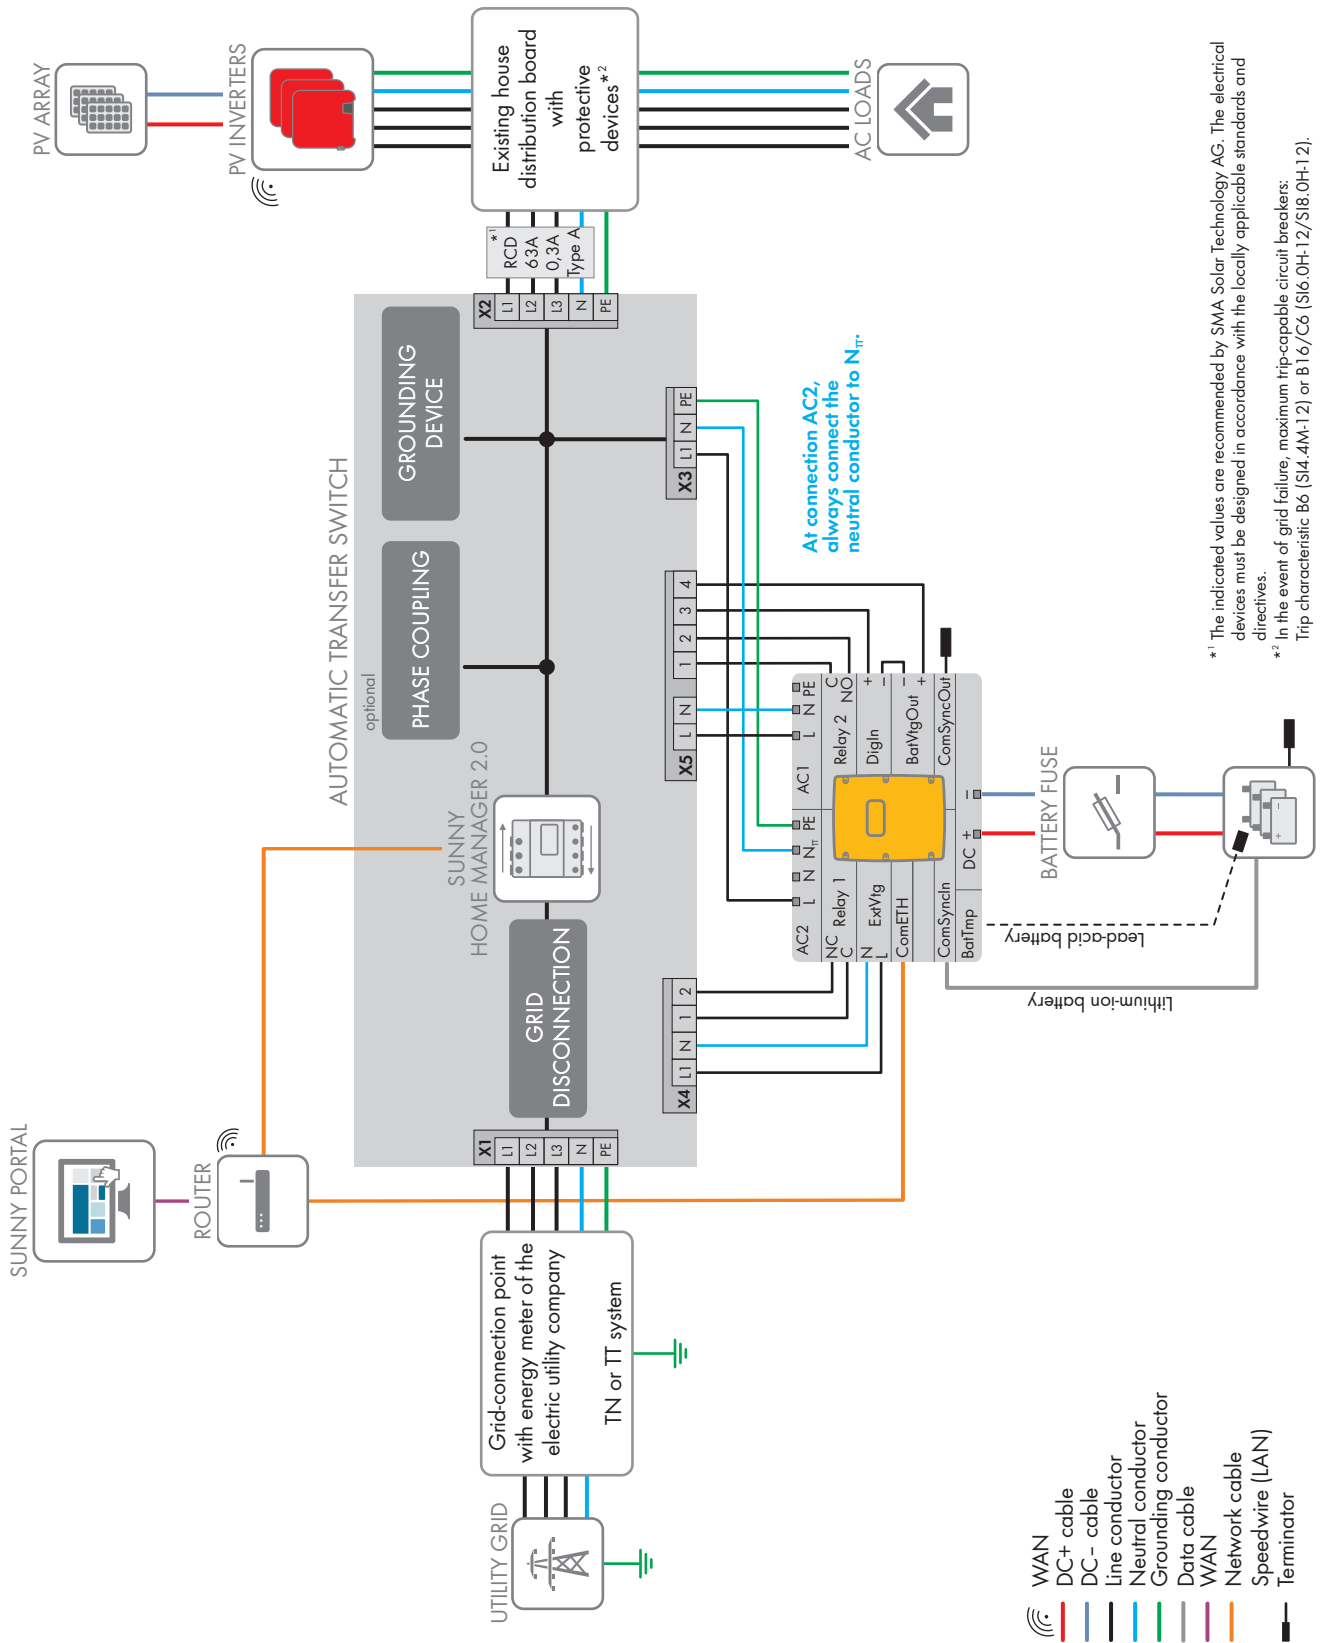 SUNNY PORTAL
ROUTER
PV ARRAY
PV INVERTERS
AUTOMATIC TRANSFER SWITCH
optional
PHASE COUPLING
GROUNDING
DEVICE
SUNNY
HOME MANAGER 2.0
GRID
DISCONNECTION
UTILITY GRID
Grid-connection point
with energy meter of the
electric utility company
TN or TT system
X1
L1
L2
L3
N
PE
X2
L1
L2
L3
N
PE
RCD *1
63A
0,3A
Type A
Existing house
distribution board
with
protective
devices*2
AC LOADS
X4
L1
N
1
2
X5
L
N
1
2
3
4
X3
L1
N
PE
At connection AC2,
always connect the
neutral conductor to NTT.
AC2
L
N
NTT
PE
AC1
L
N
PE
NC
C
Relay 1
Relay 2
C
NO
N
L
ExtVtg
DigIn
+
−
ComETH
BatVtgOut
−
+
ComSyncIn
ComSyncOut
BatTmp
DC
+
−
BATTERY FUSE
Lead-acid battery
Lithium-ion battery
+
−
WAN
DC+ cable
DC− cable
Line conductor
Neutral conductor
Grounding conductor
Data cable
WAN
Network cable
Speedwire (LAN)
Terminator
*1 The indicated values are recommended by SMA Solar Technology AG. The electrical
devices must be designed in accordance with the locally applicable standards and
directives.
*2 In the event of grid failure, maximum trip-capable circuit breakers:
Trip characteristic B6 (SI4.4M-12) or B16/C6 (SI6.0H-12/SI8.0H-12).